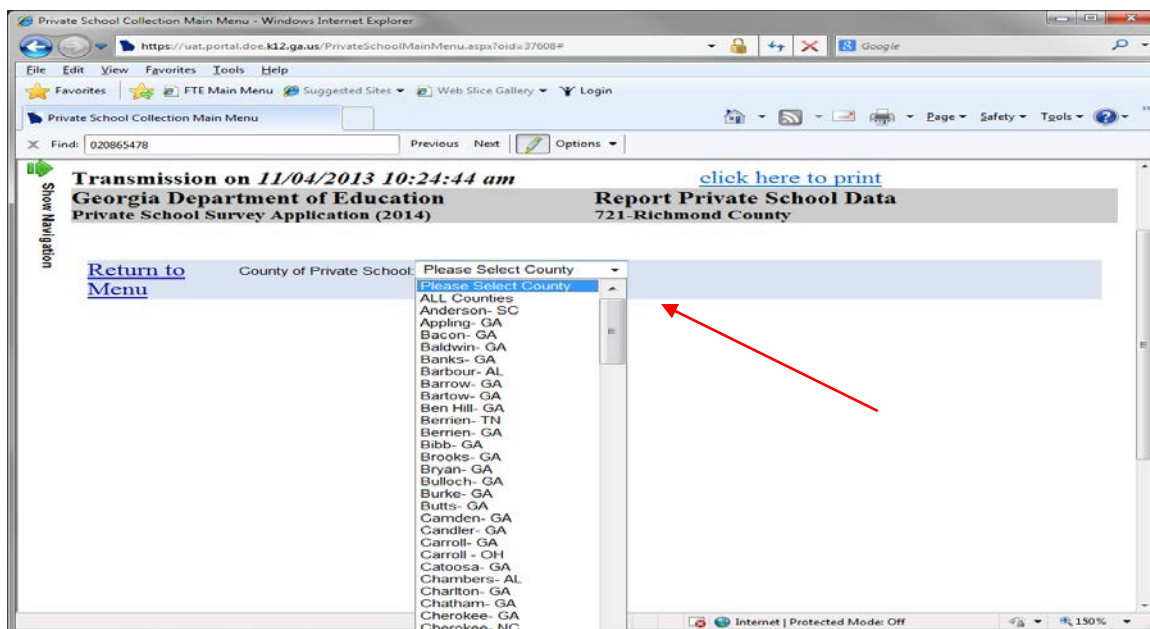 Private School Collection Main Menu - Windows Internet Explorer
https://uat.portal.doe.k12.ga.us/PrivateSchoolMainMenu.aspx?oid=37608#
Google
File Edit View Favorites Tools Help
Favorites FTE Main Menu Suggested Sites Web Slice Gallery Login
Private School Collection Main Menu
Page Safety Tools
Find: 020865478 Previous Next Options
Show Navigation
Transmission on 11/04/2013 10:24:44 am click here to print
Georgia Department of Education Report Private School Data
Private School Survey Application (2014) 721-Richmond County
Return to Menu
County of Private School: Please Select County
Please Select County
ALL Counties
Anderson- SC
Appling- GA
Bacon- GA
Baldwin- GA
Banks- GA
Barbour- AL
Barrow- GA
Bartow- GA
Ben Hill- GA
Berrien- TN
Berrien- GA
Bibb- GA
Brooks- GA
Bryan- GA
Bulloch- GA
Burke- GA
Butts- GA
Camden- GA
Candler- GA
Carroll- GA
Carroll - OH
Catoosa- GA
Chambers- AL
Charlton- GA
Chatham- GA
Cherokee- GA
Cherokee- NC
Internet | Protected Mode: Off 150%